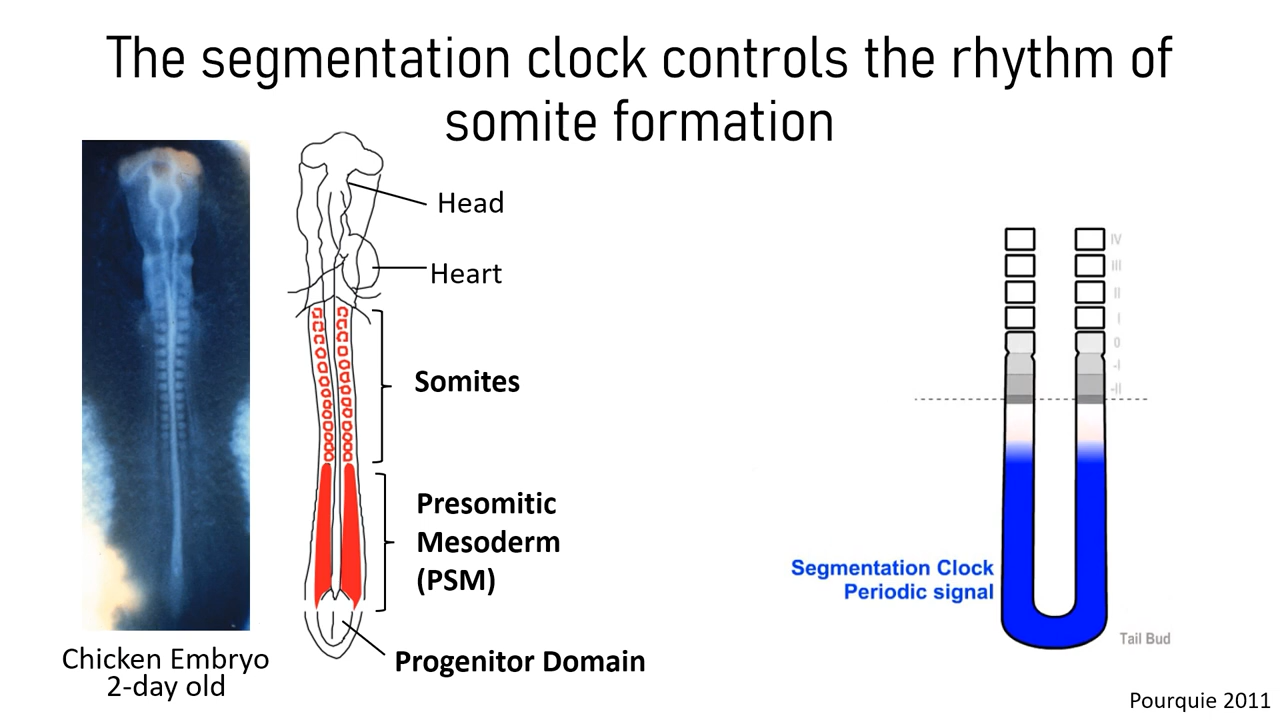 The segmentation clock controls the rhythm of
somite formation
Head
Heart
Somites
Presomitic
Mesoderm
(PSM)
Progenitor Domain
Chicken Embryo
2-day old
IV
III
II
I
0
-I
-II
Segmentation Clock
Periodic signal
Tail Bud
Pourquie 2011